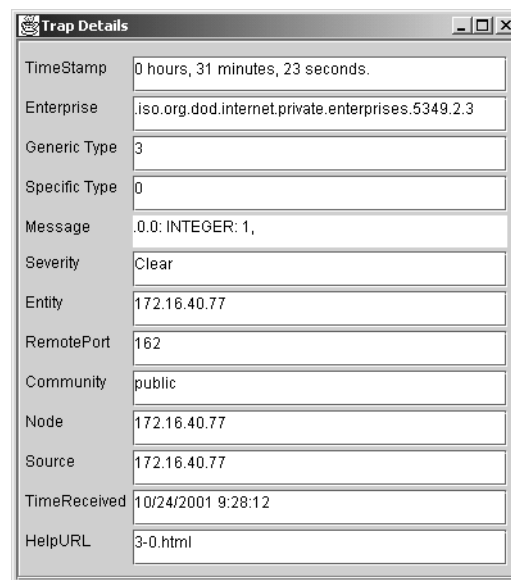 Trap Details
TimeStamp 0 hours, 31 minutes, 23 seconds.
Enterprise .iso.org.dod.internet.private.enterprises.5349.2.3
Generic Type 3
Specific Type 0
Message .0.0: INTEGER: 1,
Severity Clear
Entity 172.16.40.77
RemotePort 162
Community public
Node 172.16.40.77
Source 172.16.40.77
TimeReceived 10/24/2001 9:28:12
HelpURL 3-0.html